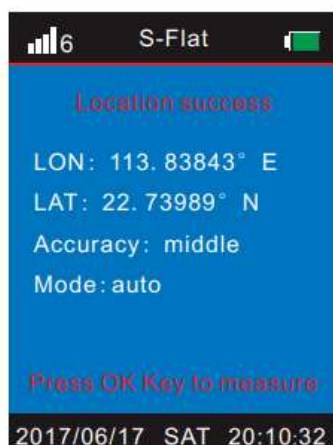 6 S-Flat
Location success
LON: 113.83843° E
LAT: 22.73989° N
Accuracy: middle
Mode: auto
Press OK Key to measure
2017/06/17 SAT 20:10:32